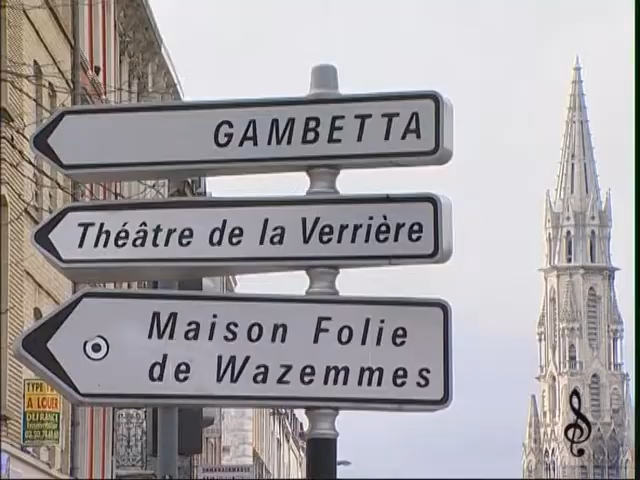 GAMBETTA
Théâtre de la Verrière
Maison Folie
de Wazemmes
A LOUER